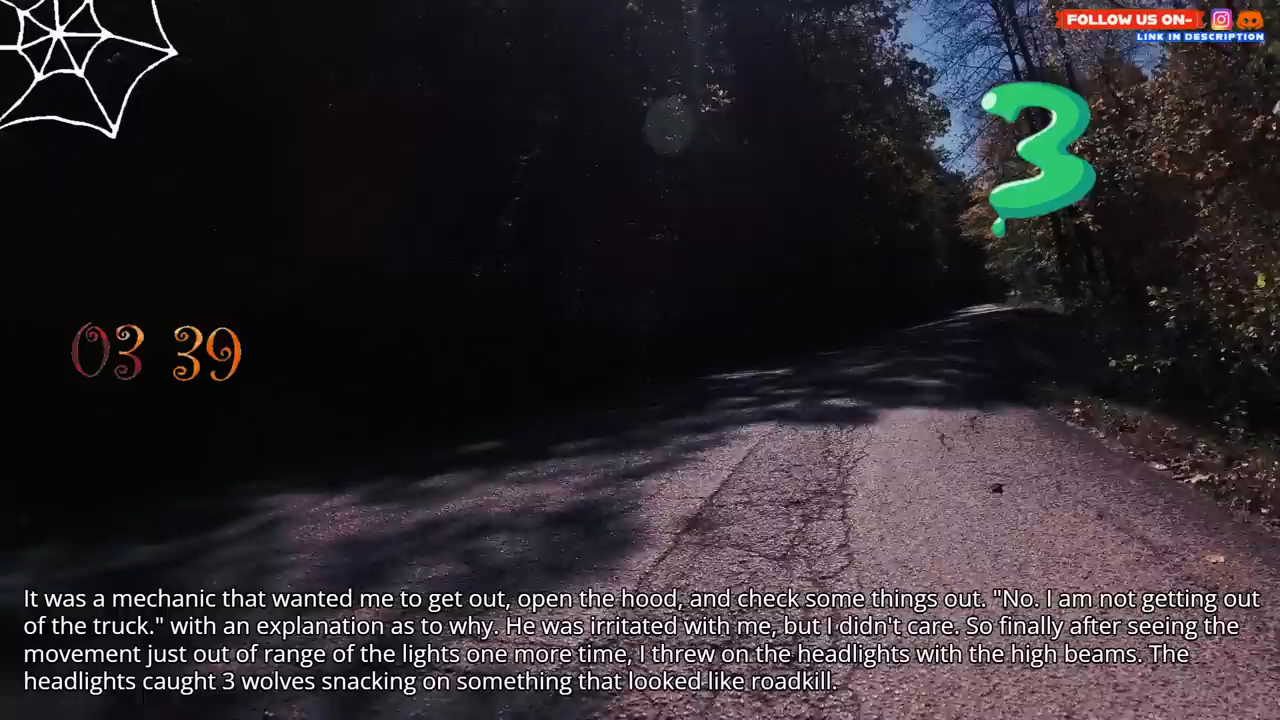 FOLLOW US ON-
LINK IN DESCRIPTION
3
03 39
It was a mechanic that wanted me to get out, open the hood, and check some things out. "No. I am not getting out
of the truck." with an explanation as to why. He was irritated with me, but I didn't care. So finally after seeing the
movement just out of range of the lights one more time, I threw on the headlights with the high beams. The
headlights caught 3 wolves snacking on something that looked like roadkill.